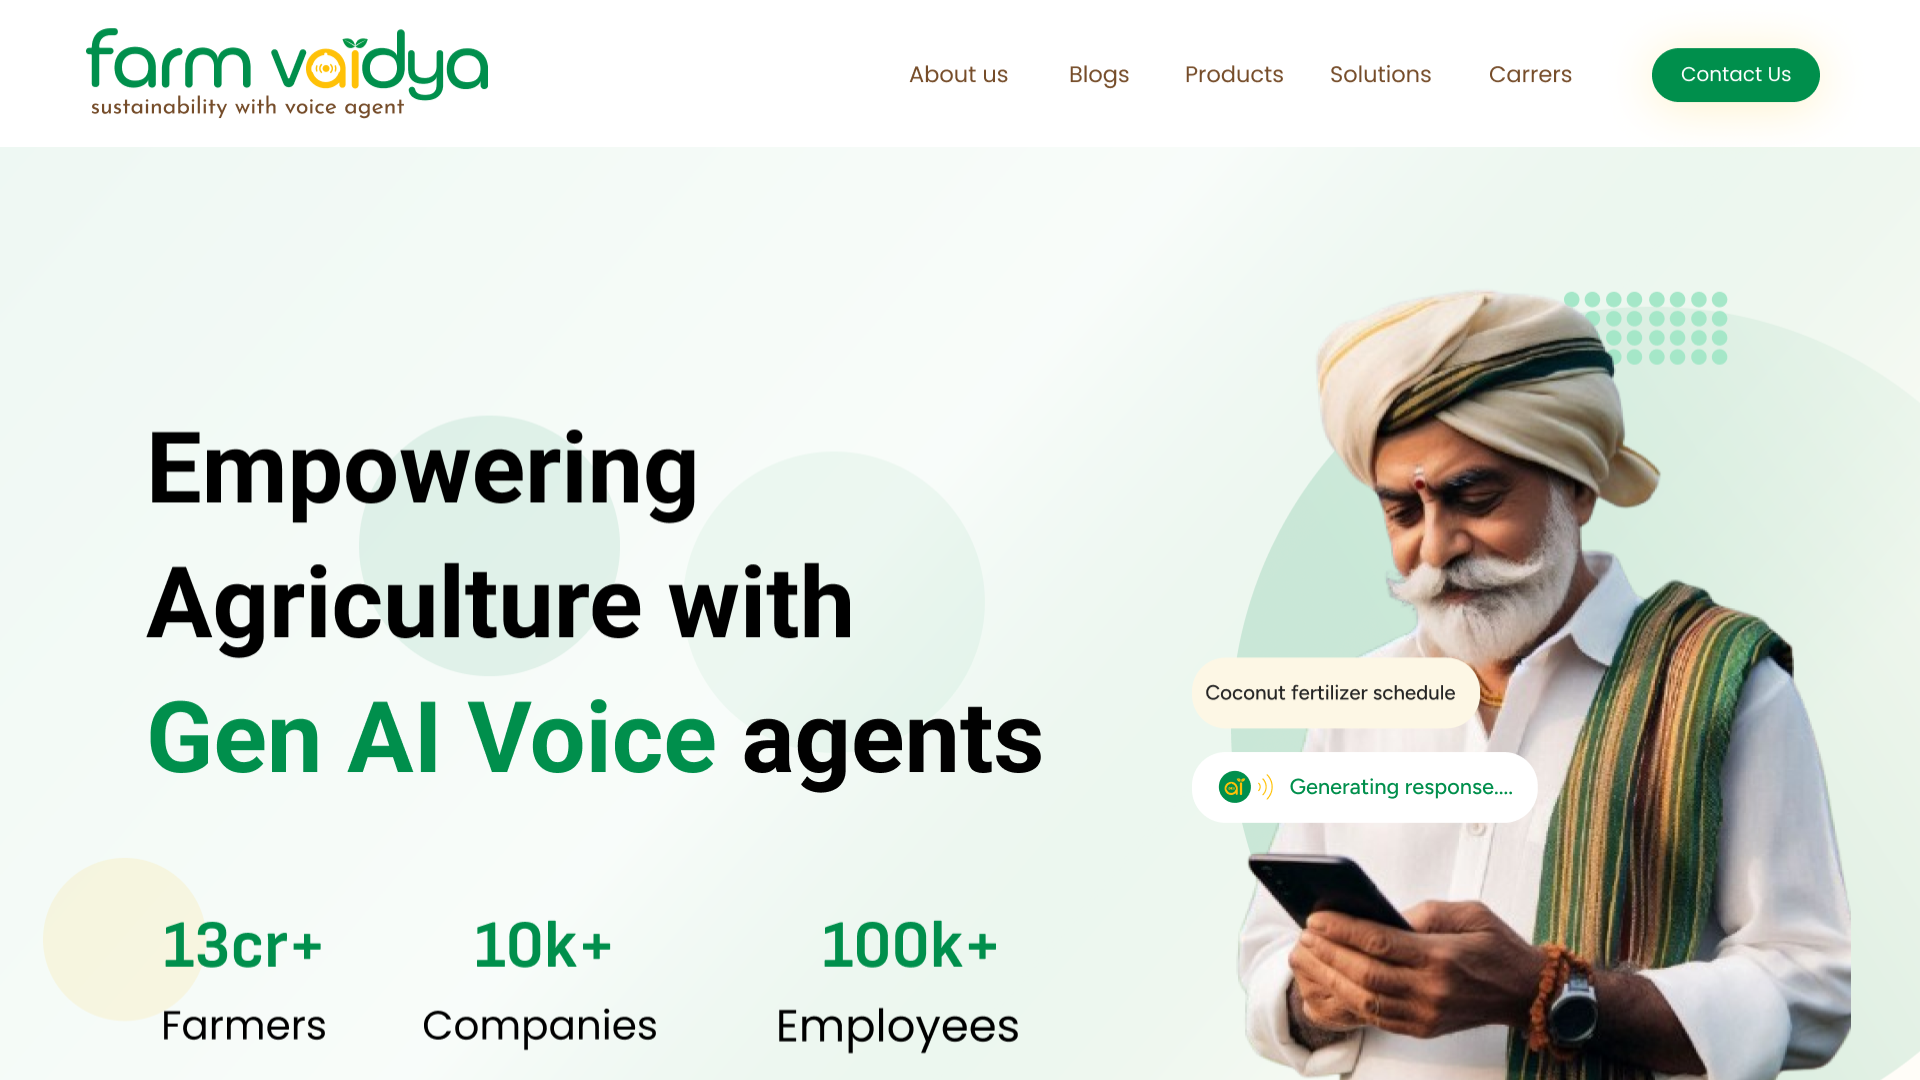 farm vaidya
sustainability with voice agent
About us
Blogs
Products
Solutions
Carrers
Contact Us
Empowering
Agriculture with
Gen AI Voice agents
Coconut fertilizer schedule
ai
Generating response....
13cr+
10k+
100k+
Farmers
Companies
Employees